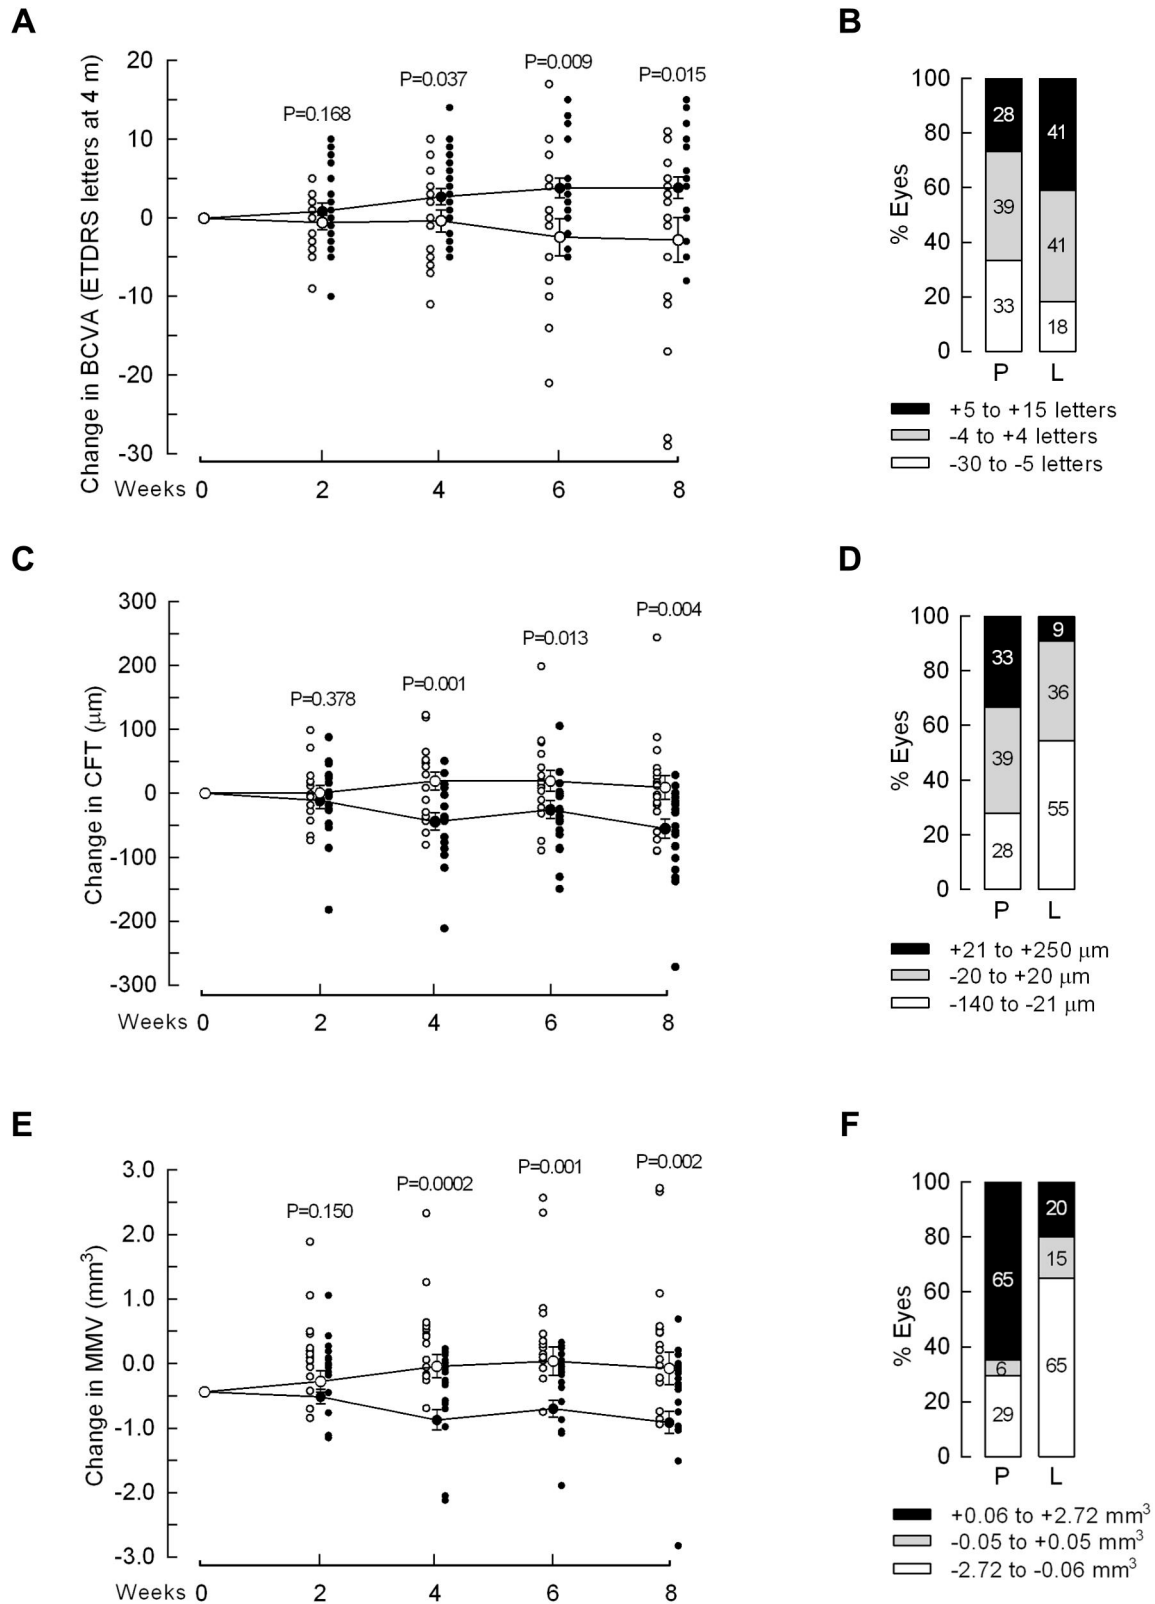 A
Change in BCVA (ETDRS letters at 4 m)
20
10
0
-10
-20
-30
P=0.168
P=0.037
P=0.009
P=0.015
Weeks 0 2 4 6 8
B
% Eyes
100
80
60
40
20
0
28
39
33
41
41
18
P L
+5 to +15 letters
-4 to +4 letters
-30 to -5 letters
C
Change in CFT (μm)
300
200
100
0
-100
-200
-300
P=0.378
P=0.001
P=0.013
P=0.004
Weeks 0 2 4 6 8
D
% Eyes
100
80
60
40
20
0
33
39
28
9
36
55
P L
+21 to +250 μm
-20 to +20 μm
-140 to -21 μm
E
Change in MMV (mm³)
3.0
2.0
1.0
0.0
-1.0
-2.0
-3.0
P=0.150
P=0.0002
P=0.001
P=0.002
Weeks 0 2 4 6 8
F
% Eyes
100
80
60
40
20
0
65
6
29
20
15
65
P L
+0.06 to +2.72 mm³
-0.05 to +0.05 mm³
-2.72 to -0.06 mm³